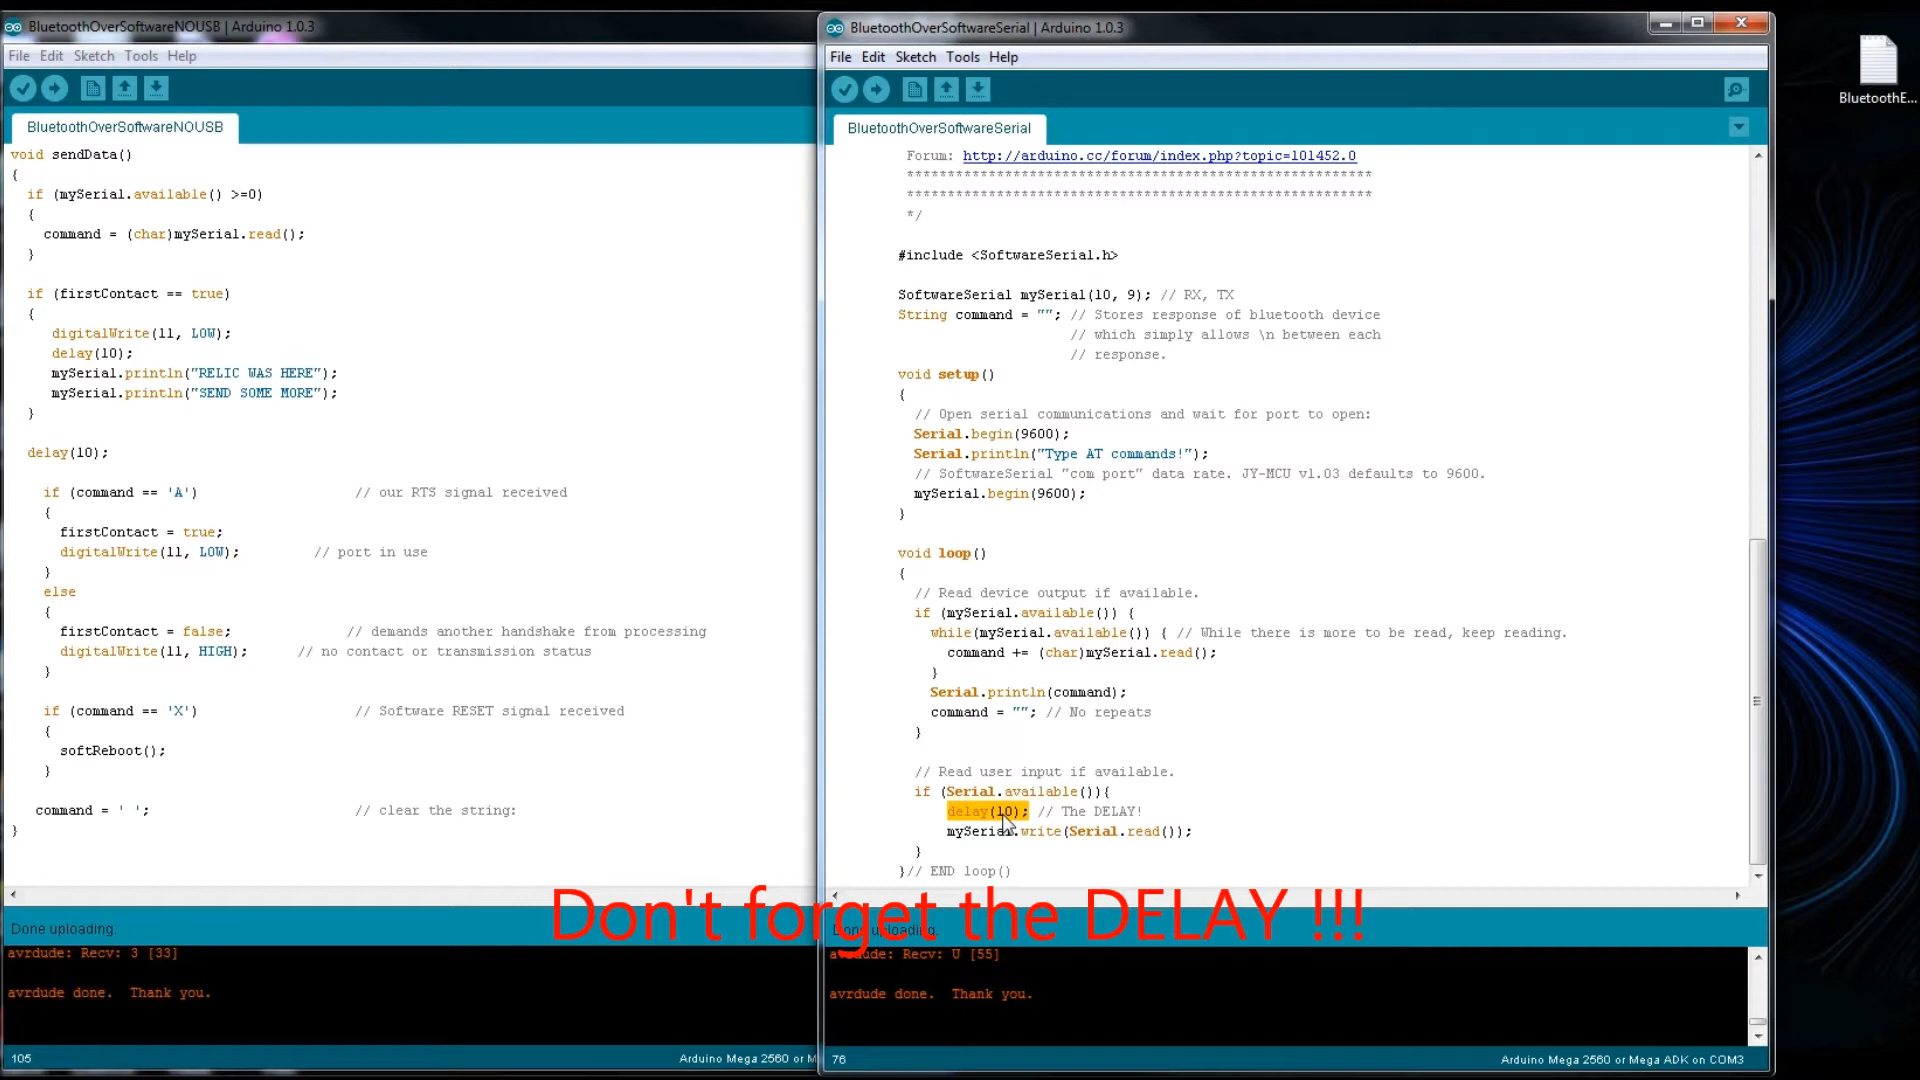 BluetoothOverSoftwareNOUSB | Arduino 1.0.3
File Edit Sketch Tools Help
BluetoothOverSoftwareNOUSB
void sendData()
{
if (mySerial.available() >=0)
{
command = (char)mySerial.read();
}
if (firstContact == true)
{
digitalWrite(11, LOW);
delay(10);
mySerial.println("RELIC WAS HERE");
mySerial.println("SEND SOME MORE");
}
delay(10);
if (command == 'A') // our RTS signal received
{
firstContact = true;
digitalWrite(11, LOW); // port in use
}
else
{
firstContact = false; // demands another handshake from processing
digitalWrite(11, HIGH); // no contact or transmission status
}
if (command == 'X') // Software RESET signal received
{
softReboot();
}
command = ' '; // clear the string:
}
Done uploading.
avrdude: Recv: 3 [33]
avrdude done. Thank you.
105 Arduino Mega 2560 or M
BluetoothOverSoftwareSerial | Arduino 1.0.3
File Edit Sketch Tools Help
BluetoothOverSoftwareSerial
Forum: http://arduino.cc/forum/index.php?topic=101452.0
*********************************************************
*********************************************************
*/
#include <SoftwareSerial.h>
SoftwareSerial mySerial(10, 9); // RX, TX
String command = ""; // Stores response of bluetooth device
// which simply allows \n between each
// response.
void setup()
{
// Open serial communications and wait for port to open:
Serial.begin(9600);
Serial.println("Type AT commands!");
// SoftwareSerial "com port" data rate. JY-MCU v1.03 defaults to 9600.
mySerial.begin(9600);
}
void loop()
{
// Read device output if available.
if (mySerial.available()) {
while(mySerial.available()) { // While there is more to be read, keep reading.
command += (char)mySerial.read();
}
Serial.println(command);
command = ""; // No repeats
}
// Read user input if available.
if (Serial.available()){
delay(10); // The DELAY!
mySerial.write(Serial.read());
}
}// END loop()
Don't forget the DELAY !!!
Done uploading.
avrdude: Recv: U [55]
avrdude done. Thank you.
76 Arduino Mega 2560 or Mega ADK on COM3
BluetoothE...